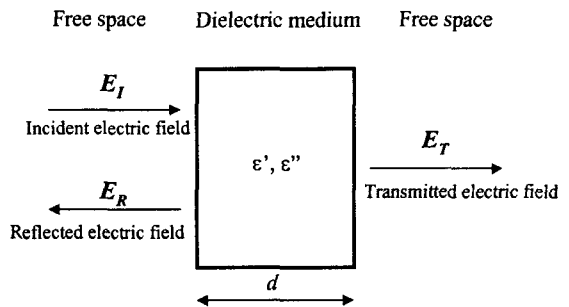 Free space Dielectric medium Free space
E_I
Incident electric field
ε', ε"
E_T
Transmitted electric field
E_R
Reflected electric field
d